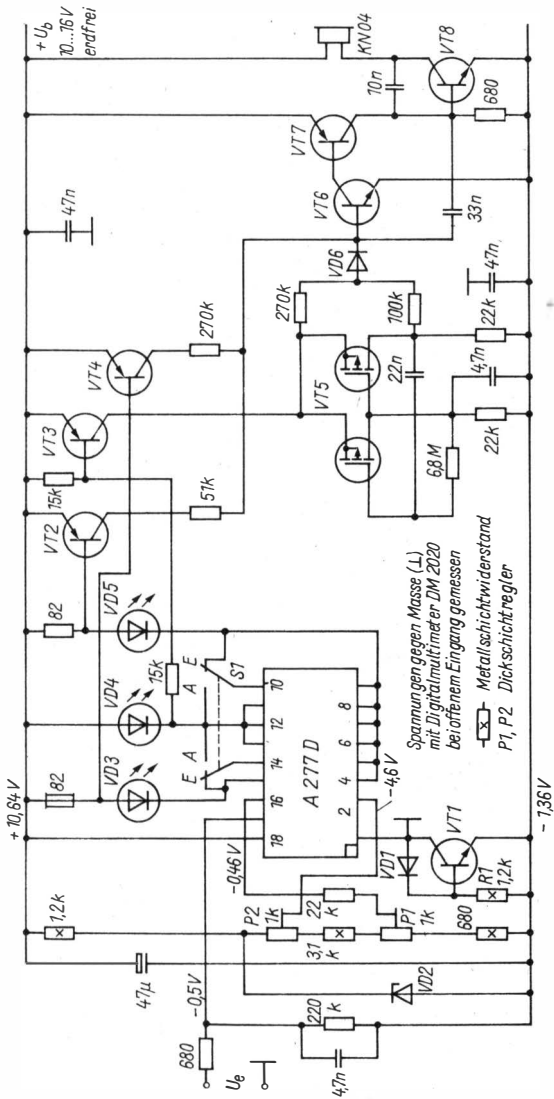 +10,64V
+Ub
10...16V
erdfrei
47µ
1,2k
82
82
15k
VT2
VT3
VT4
47n
KN04
VD3
VD4
VD5
15k
51k
270k
VT7
10n
VT8
E
A
A
E
S1
VT6
680
33n
680
-0,5V
-0,46V
18
16
14
12
10
A 277 D
2
4
6
8
-4,6V
VD6
270k
100k
VT5
22n
47n
22k
Ue
P2
1k
3,1
k
22
k
P1
1k
VD1
VT1
4,7n
22k
6,8M
4,7n
220
k
VD2
680
R1
1,2k
-1,36V
Spannungen gegen Masse (⊥)
mit Digitalmultimeter DM 2020
bei offenem Eingang gemessen
Metallschichtwiderstand
P1, P2 Dickschichtregler